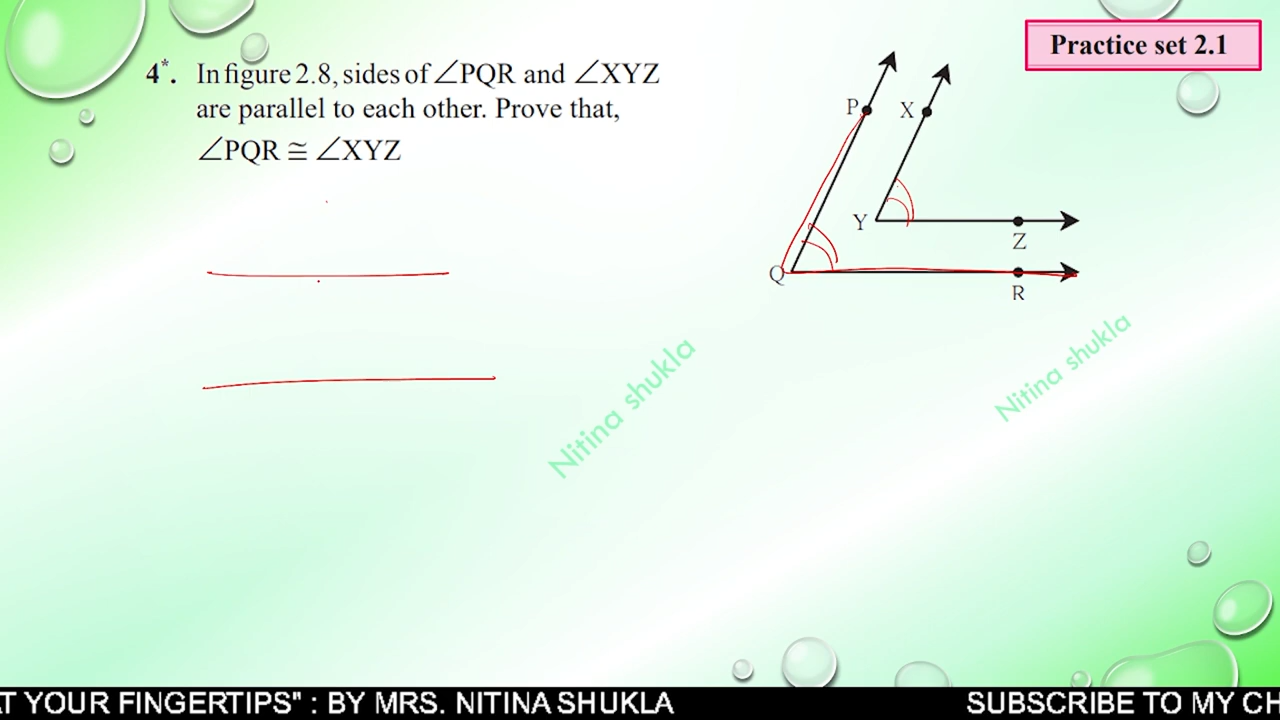 Practice set 2.1
4*. In figure 2.8, sides of ∠PQR and ∠XYZ
are parallel to each other. Prove that,
∠PQR ≅ ∠XYZ
P
X
Y
Z
Q
R
Nitina shukla
Nitina shukla
T YOUR FINGERTIPS" : BY MRS. NITINA SHUKLA
SUBSCRIBE TO MY CH